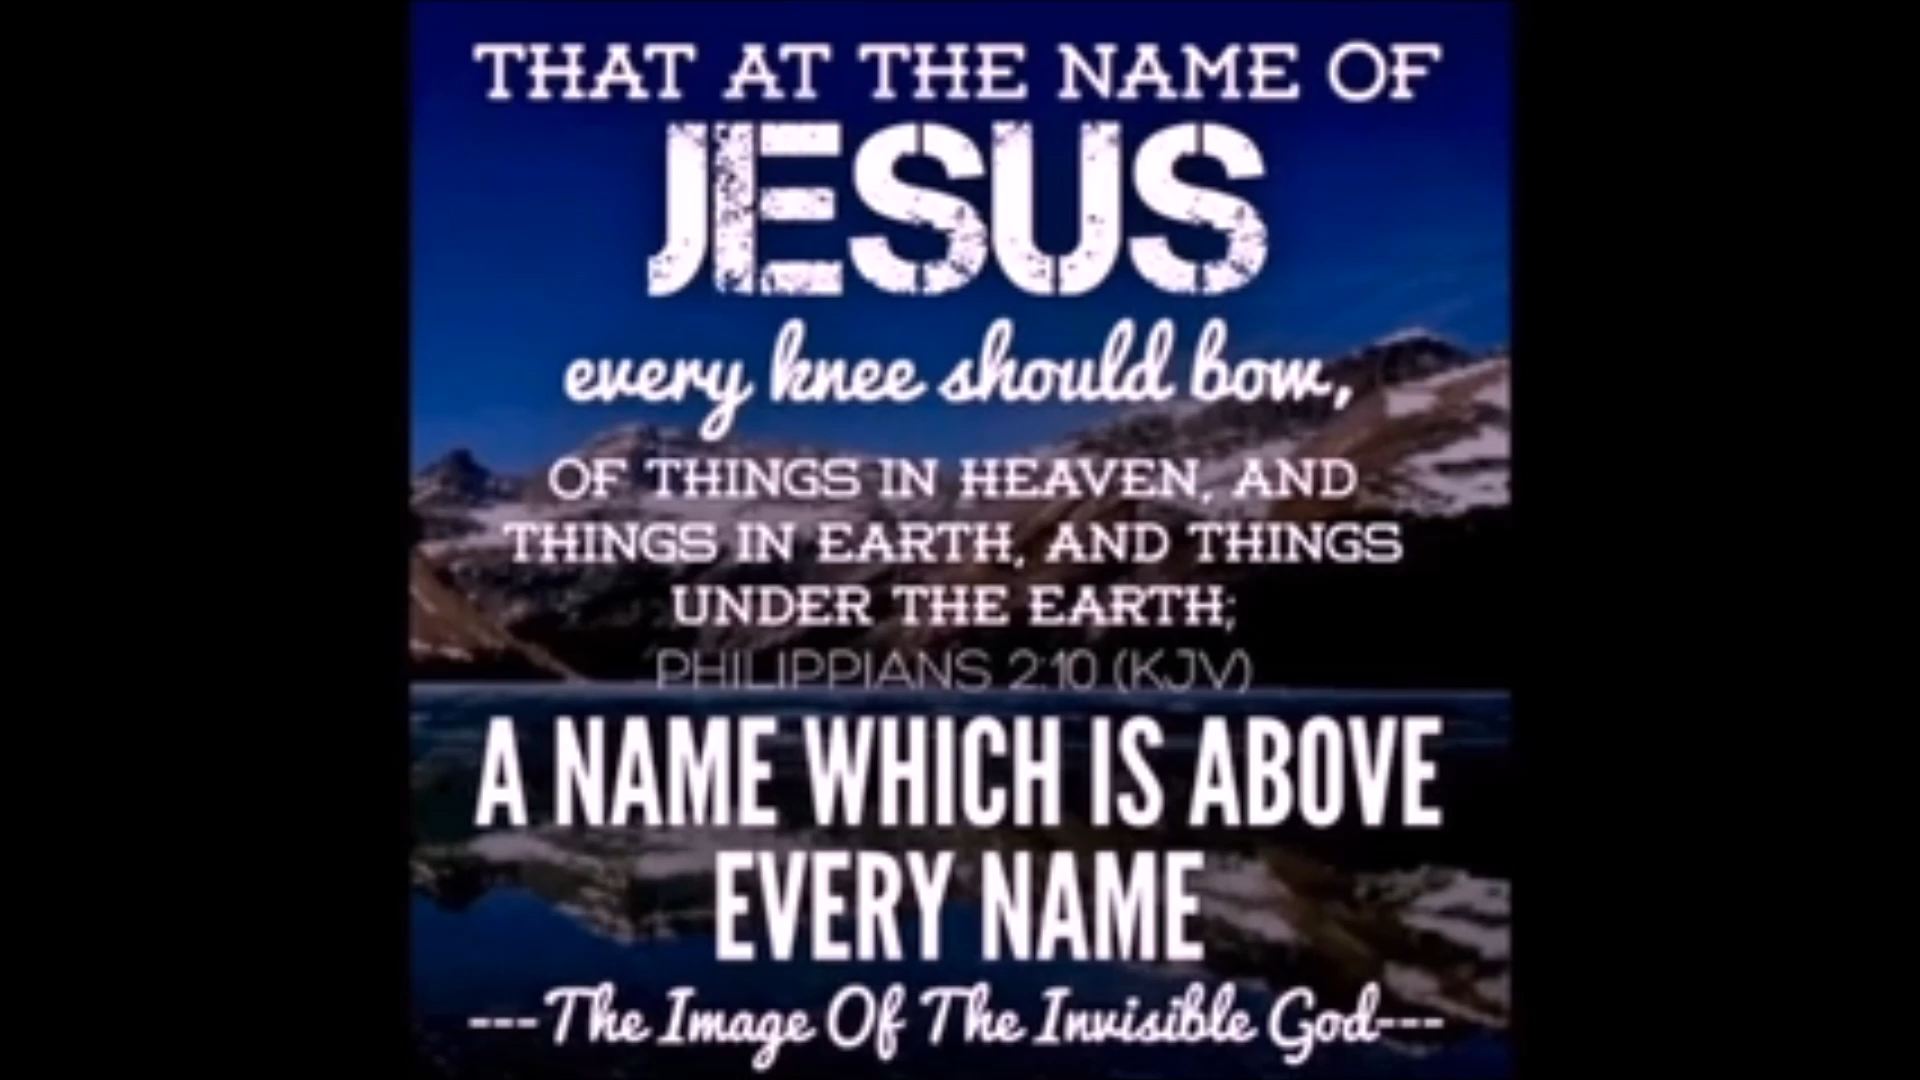 THAT AT THE NAME OF
JESUS
every knee should bow,
OF THINGS IN HEAVEN, AND
THINGS IN EARTH, AND THINGS
UNDER THE EARTH;
PHILIPPIANS 2:10 (KJV)
A NAME WHICH IS ABOVE
EVERY NAME
---The Image Of The Invisible God---